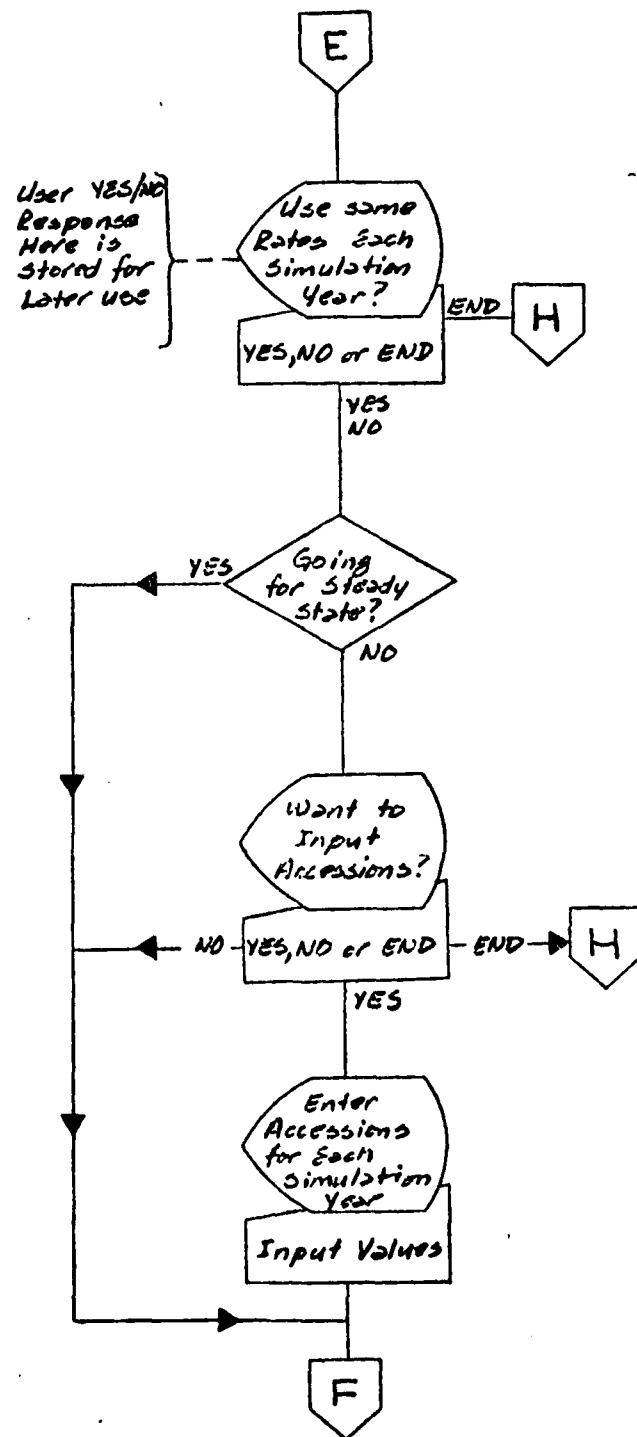 E
User YES/NO
Response
Here is
Stored for
Later use
Use same
Rates Each
Simulation
Year?
YES, NO or END
END
H
YES
NO
Going
for Steady
State?
YES
NO
Want to
Input
Accessions?
YES, NO or END
NO
END
H
YES
Enter
Accessions
for Each
Simulation
Year
Input Values
F